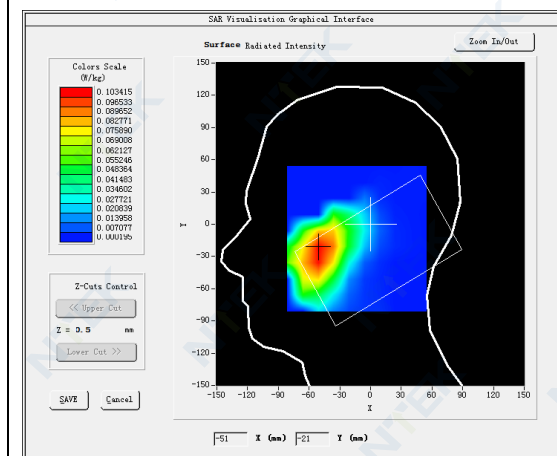 SAR Visualisation Graphical Interface
Surface Radiated Intensity
Zoom In/Out
Colors Scale
(W/kg)
0.103415
0.096533
0.089652
0.082771
0.075890
0.069008
0.062127
0.055246
0.048364
0.041483
0.034602
0.027721
0.020839
0.013958
0.007077
0.000195
Z-Cuts Control
<< Upper Cut
Z = 3.5 mm
Lower Cut >>
SAVE Cancel
150
120
90
60
30
0
-30
-60
-90
-120
-150
Y
-150 -120 -90 -60 -30 0 30 60 90 120 150
X
-51 X (mm) -21 Y (mm)
NTEK